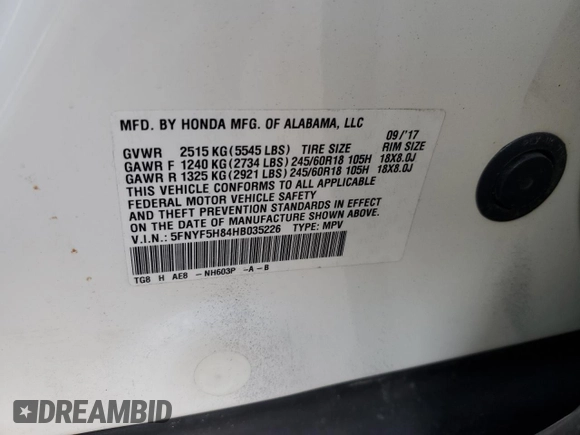 MFD. BY HONDA MFG. OF ALABAMA, LLC 09/'17
GVWR 2515 KG (5545 LBS) TIRE SIZE RIM SIZE
GAWR F 1240 KG (2734 LBS) 245/60R18 105H 18X8.0J
GAWR R 1325 KG (2921 LBS) 245/60R18 105H 18X8.0J
THIS VEHICLE CONFORMS TO ALL APPLICABLE
FEDERAL MOTOR VEHICLE SAFETY
AND THEFT PREVENTION STANDARDS IN EFFECT
ON THE DATE OF MANUFACTURE SHOWN ABOVE.
V.I.N.: 5FNYF5H84HB035226 TYPE: MPV
TG8 H AE8 - NH603P -A - B
DREAMBID